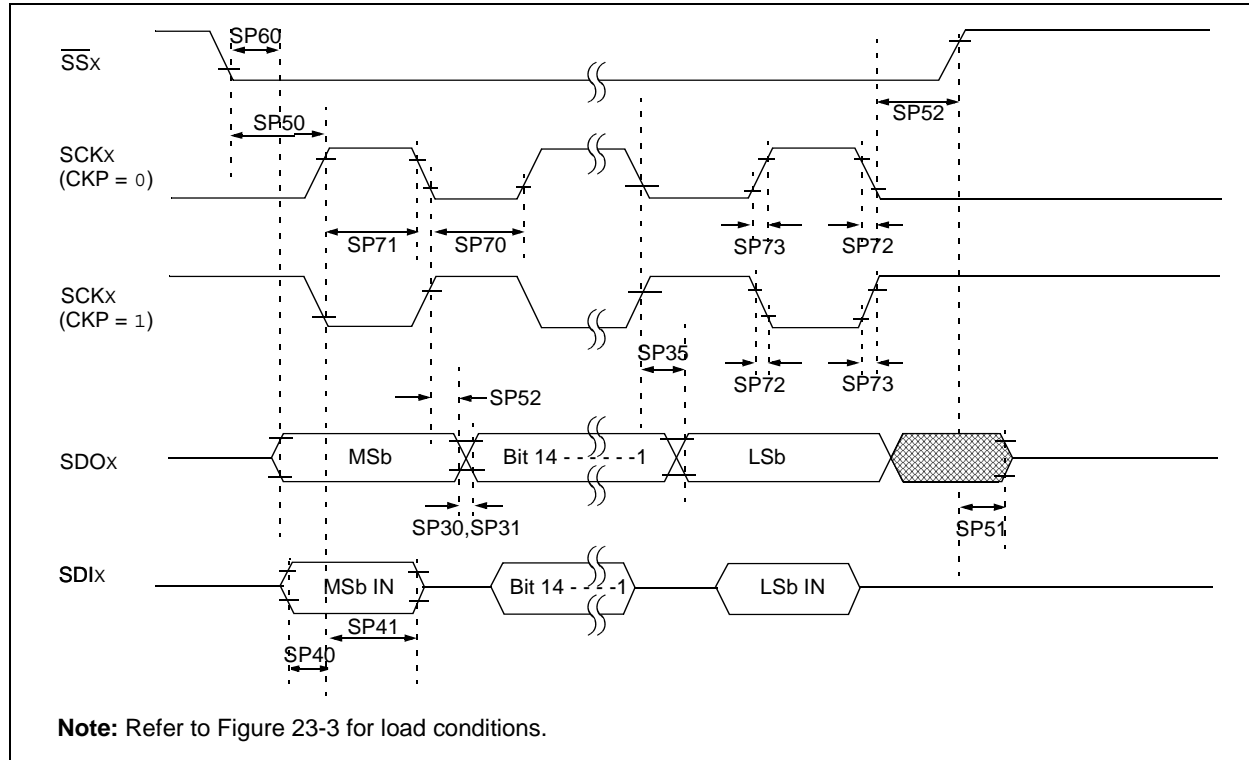 SP60
SSX
SP52
SP50
SCKX
(CKP = 0)
SP71
SP70
SP73
SP72
SCKX
(CKP = 1)
SP35
SP72
SP73
SP52
SDOX
MSb
Bit 14 - - - - - -1
LSb
SP30,SP31
SP51
SDIX
MSb IN
Bit 14 - - - -1
LSb IN
SP41
SP40
Note: Refer to Figure 23-3 for load conditions.